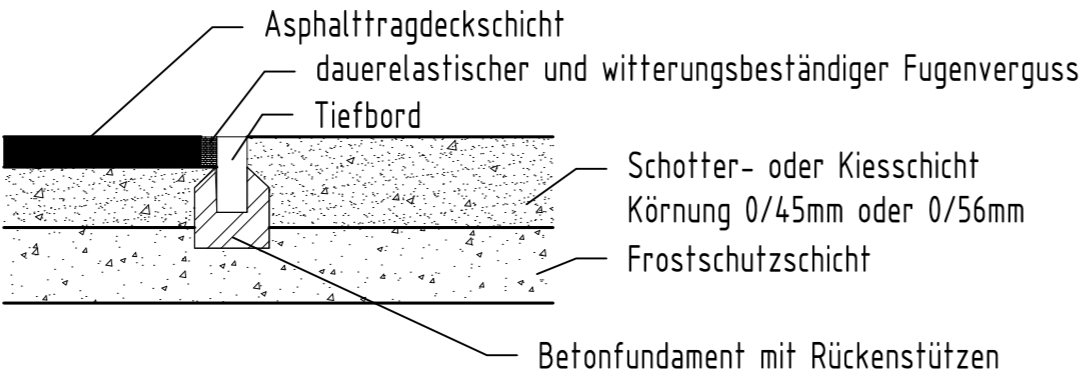 Asphalttragdeckschicht
dauerelastischer und witterungsbeständiger Fugenverguss
Tiefbord
Schotter- oder Kiesschicht
Körnung 0/45mm oder 0/56mm
Frostschutzschicht
Betonfundament mit Rückenstützen